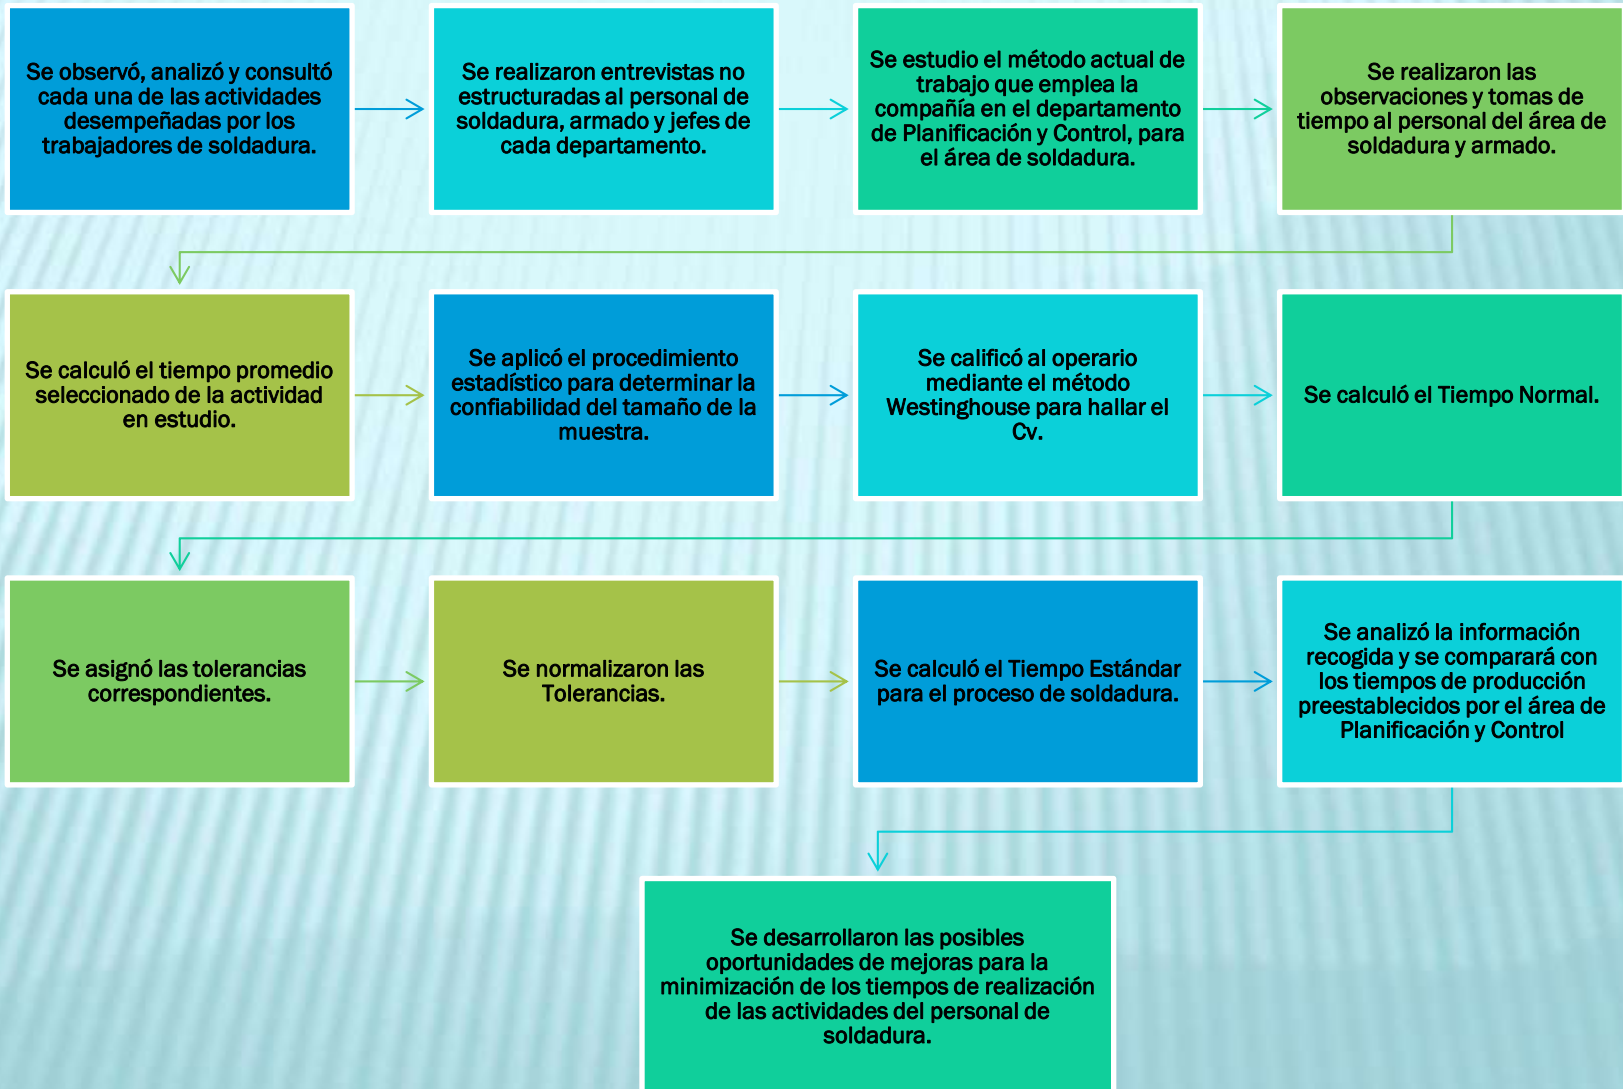 Se observó, analizó y consultó
cada una de las actividades
desempeñadas por los
trabajadores de soldadura.
Se realizaron entrevistas no
estructuradas al personal de
soldadura, armado y jefes de
cada departamento.
Se estudio el método actual de
trabajo que emplea la
compañía en el departamento
de Planificación y Control, para
el área de soldadura.
Se realizaron las
observaciones y tomas de
tiempo al personal del área de
soldadura y armado.
Se calculó el tiempo promedio
seleccionado de la actividad
en estudio.
Se aplicó el procedimiento
estadístico para determinar la
confiabilidad del tamaño de la
muestra.
Se calificó al operario
mediante el método
Westinghouse para hallar el
Cv.
Se calculó el Tiempo Normal.
Se asignó las tolerancias
correspondientes.
Se normalizaron las
Tolerancias.
Se calculó el Tiempo Estándar
para el proceso de soldadura.
Se analizó la información
recogida y se comparará con
los tiempos de producción
preestablecidos por el área de
Planificación y Control
Se desarrollaron las posibles
oportunidades de mejoras para la
minimización de los tiempos de realización
de las actividades del personal de
soldadura.